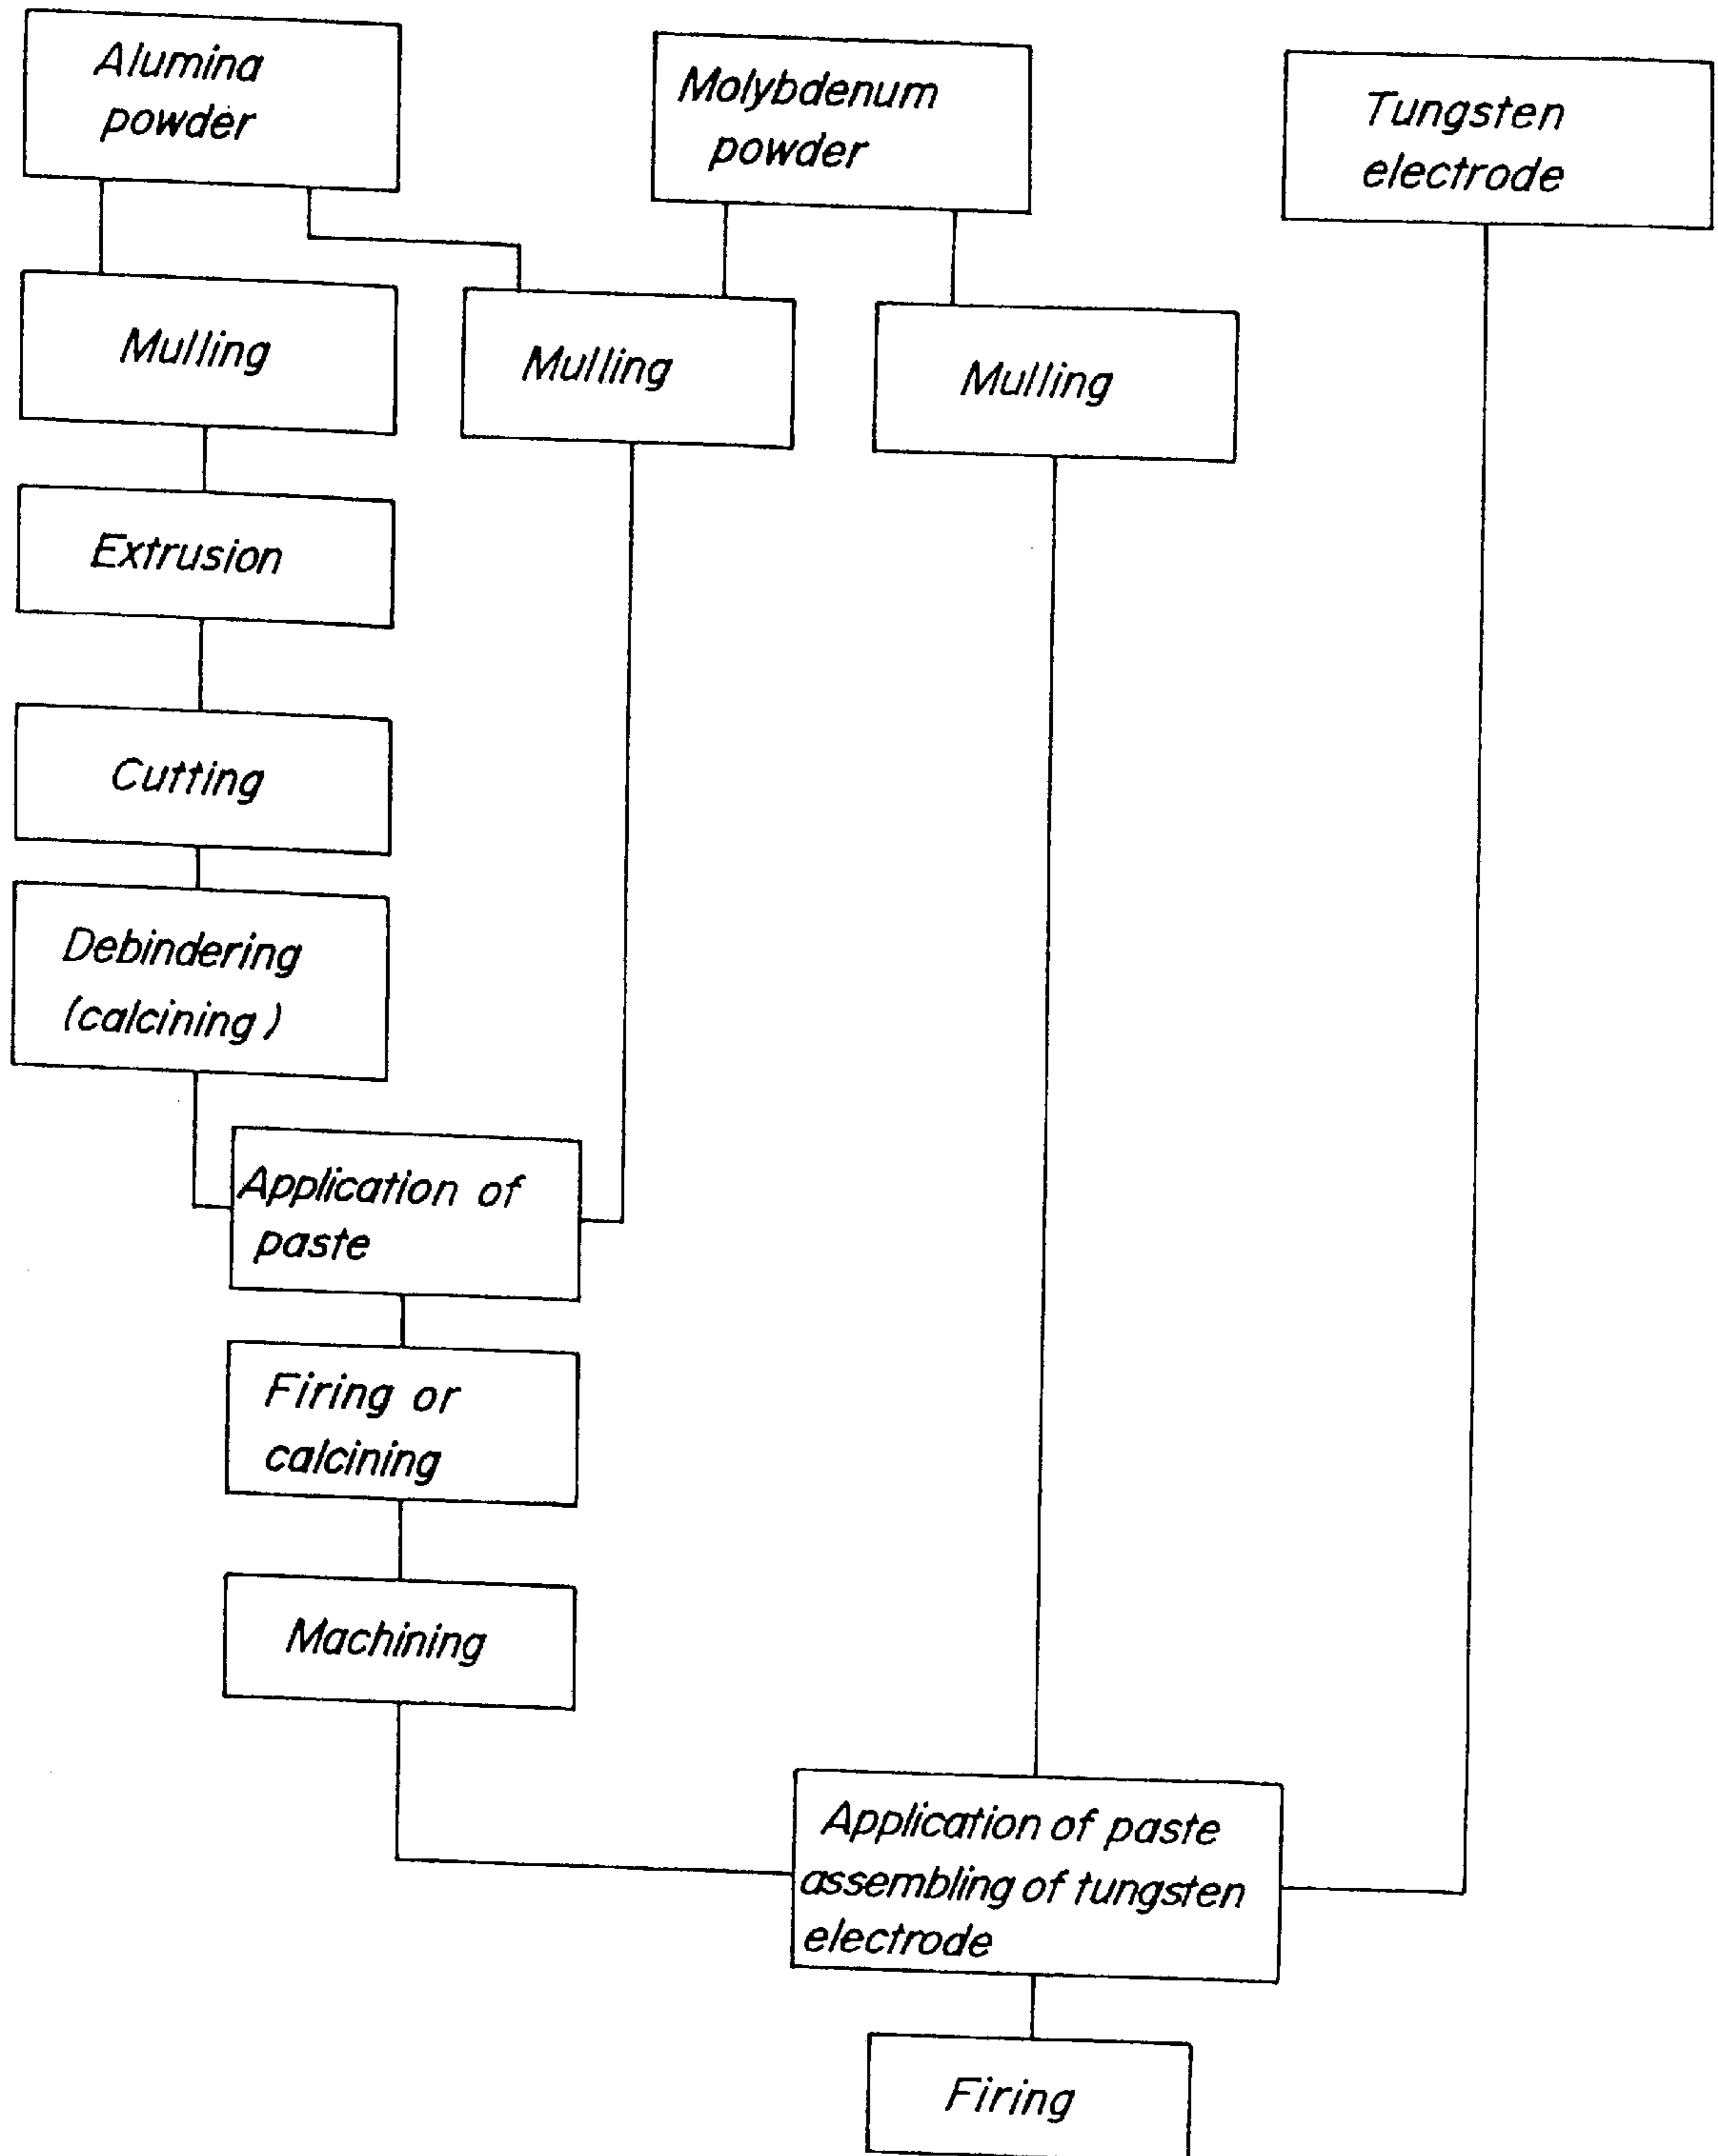 Alumina
powder
Molybdenum
powder
Tungsten
electrode
Mulling
Mulling
Mulling
Extrusion
Cutting
Debindering
(calcining)
Application of
paste
Firing or
calcining
Machining
Application of paste
assembling of tungsten
electrode
Firing